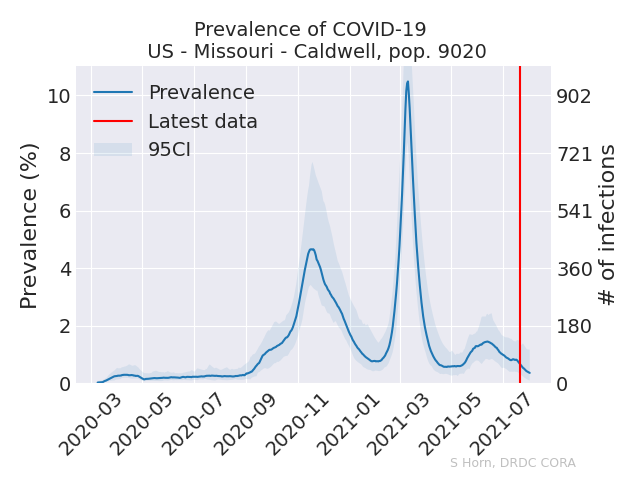 Prevalence of COVID-19
US - Missouri - Caldwell, pop. 9020
Prevalence
Latest data
95CI
Prevalence (%)
10
8
6
4
2
0
902
721
541
360
180
0
# of infections
2020-03
2020-05
2020-07
2020-09
2020-11
2021-01
2021-03
2021-05
2021-07
S Horn, DRDC CORA